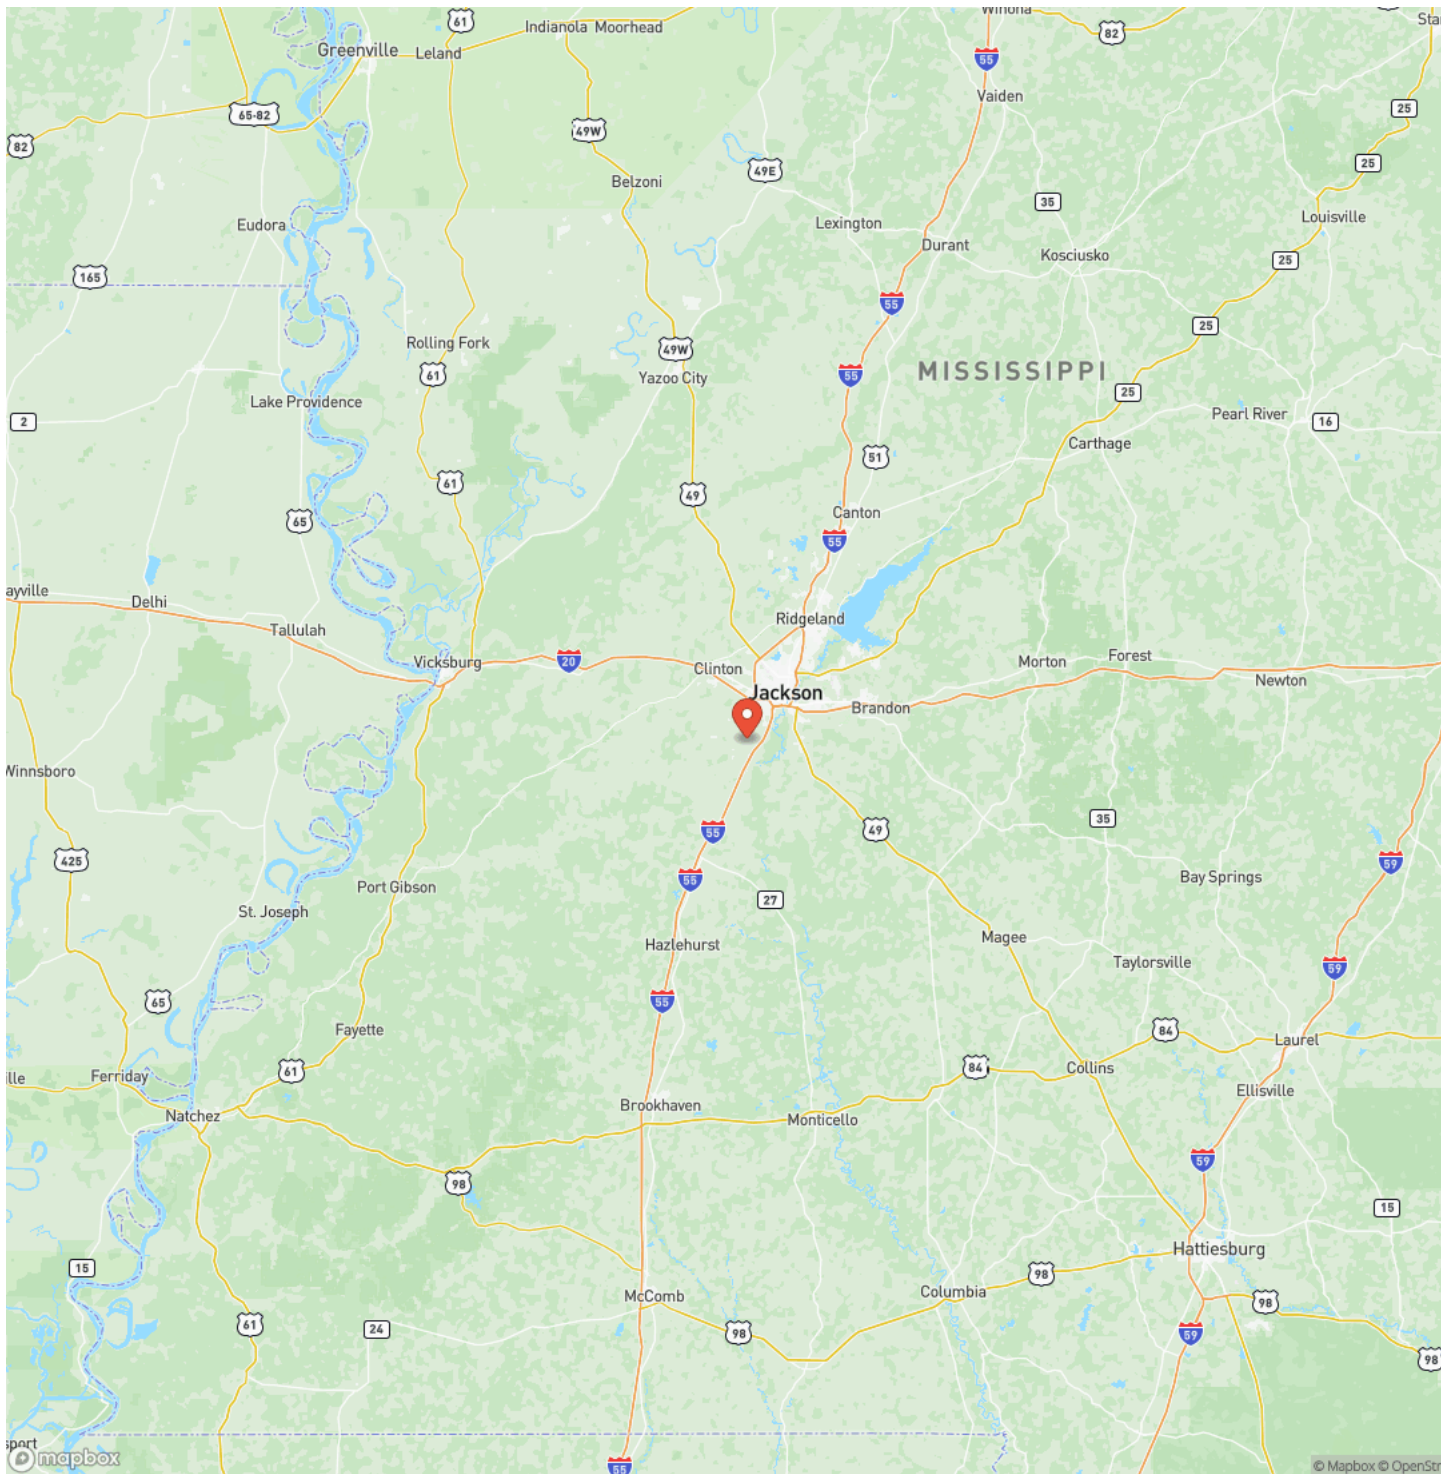 Winona
61
Indianola Moorhead
82
Greenville
Leland
55
Vaiden
65-82
49W
25
82
49E
25
Belzoni
35
Lexington
Louisville
Eudora
Durant
Kosciusko
25
165
55
25
Rolling Fork
49W
61
Yazoo City
55
MISSISSIPPI
25
Lake Providence
2
Pearl River
16
Carthage
51
61
49
65
Canton
55
ayville
Delhi
Ridgeland
Tallulah
Vicksburg
20
Clinton
Morton
Forest
Newton
Jackson
Brandon
Winnsboro
55
49
35
425
59
55
Port Gibson
Bay Springs
27
St. Joseph
Hazlehurst
Magee
Taylorsville
59
65
55
Fayette
84
Laurel
61
84
Collins
lle
Ferriday
Ellisville
Brookhaven
Natchez
Monticello
59
98
15
Hattiesburg
15
98
Columbia
McComb
98
61
24
98
59
98
sport
mapbox
55
© Mapbox © OpenStr